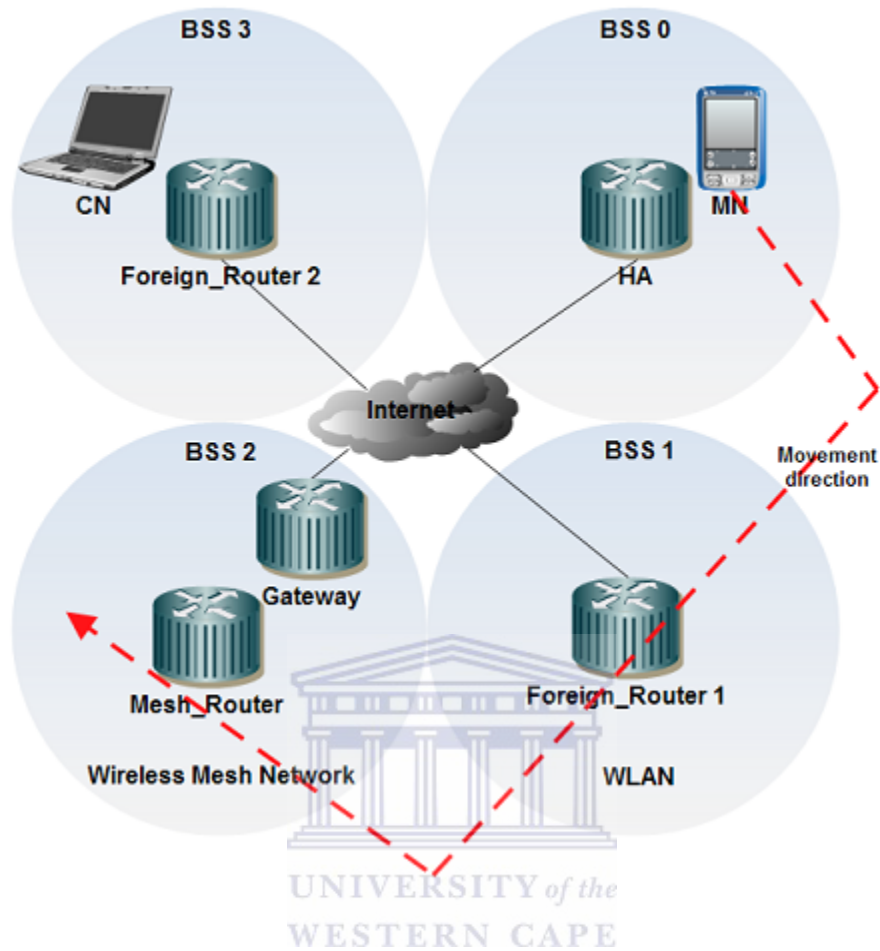 BSS 3
BSS 0
CN
MN
Foreign_Router 2
HA
Internet
BSS 2
BSS 1
Movement
direction
Gateway
Mesh_Router
Foreign_Router 1
Wireless Mesh Network
WLAN
UNIVERSITY of the
WESTERN CAPE